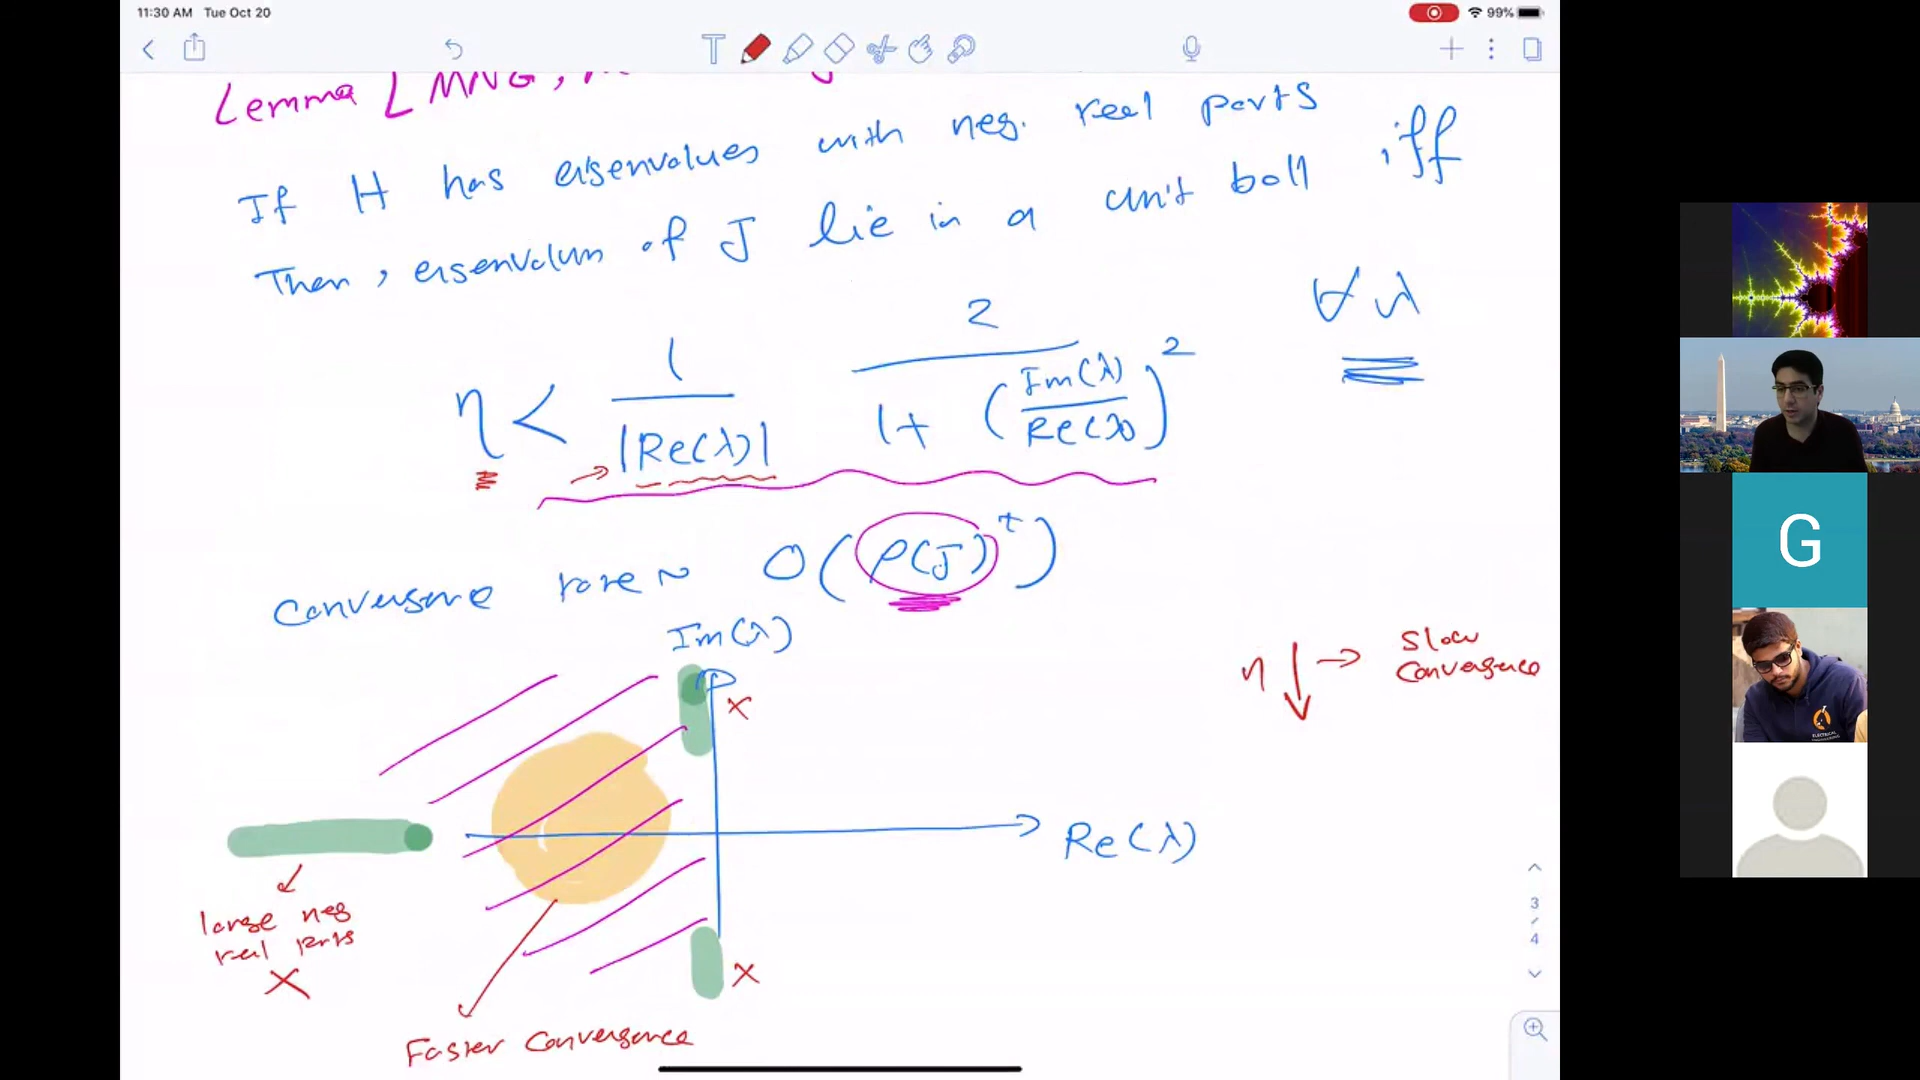 11:30 AM Tue Oct 20
99%
Lemma [MNG,
If H has eigenvalues with neg. real parts
Then, eigenvalues of J lie in a unit ball iff
η < 1/|Re(λ)| 2/(1+ (Im(λ)/Re(λ))^2) ∀ λ
Convergence rate ~ O(ρ(J)^t)
Im(λ)
η ↓ → Slow
Convergence
X
Re(λ)
large neg
real parts
X
X
Faster Convergence
3
/
4
G